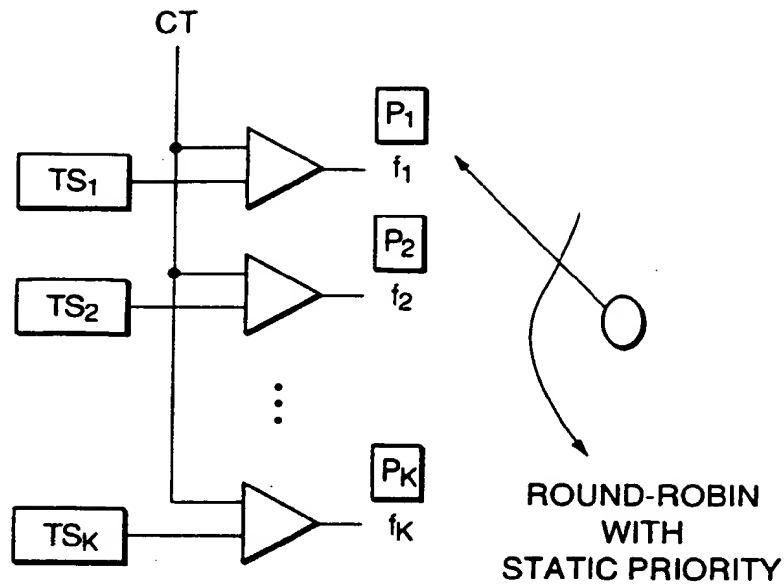 CT
P1
TS1
f1
P2
TS2
f2
PK
TSK
fK
ROUND-ROBIN
WITH
STATIC PRIORITY